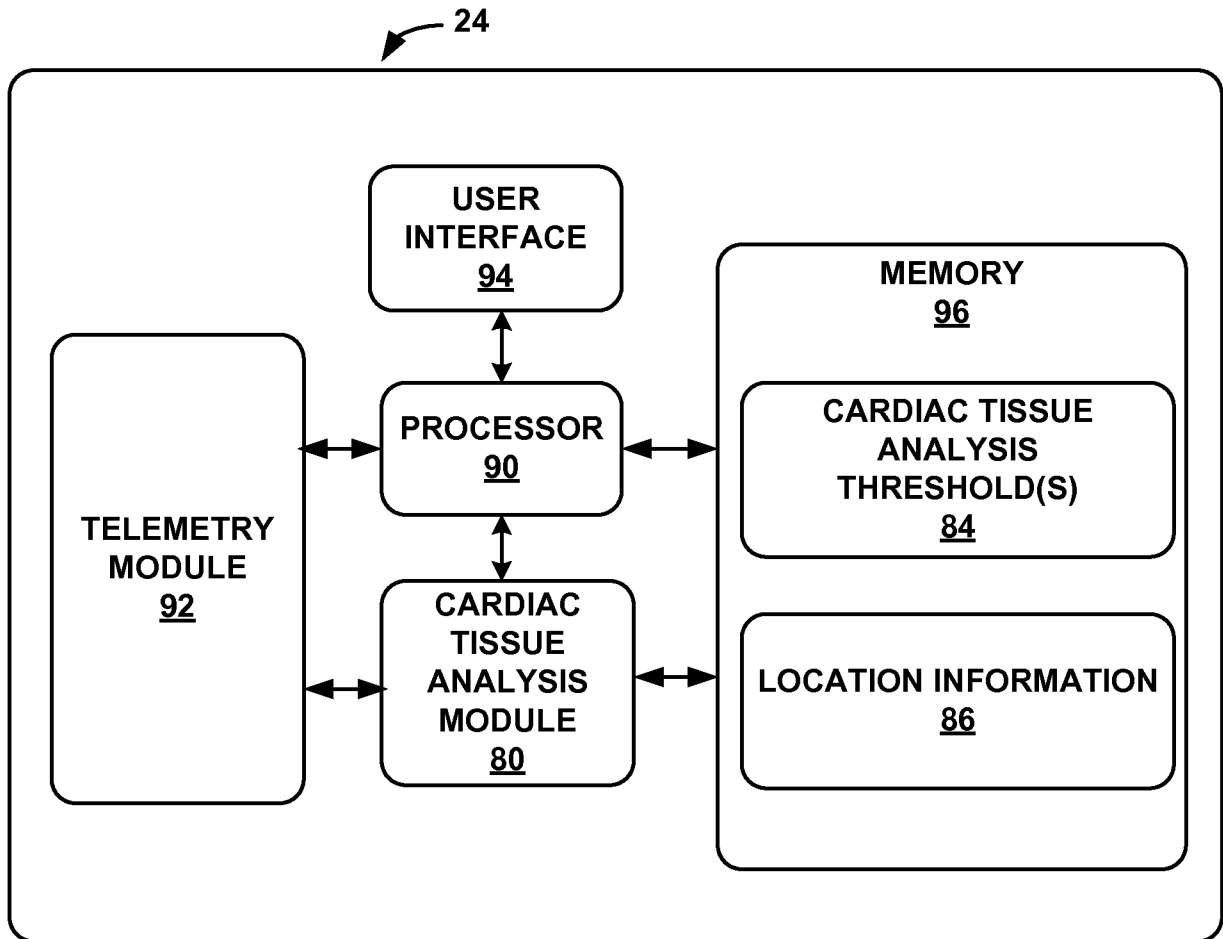 24
USER
INTERFACE
94
MEMORY
96
PROCESSOR
90
CARDIAC TISSUE
ANALYSIS
THRESHOLD(S)
84
TELEMETRY
MODULE
92
CARDIAC
TISSUE
ANALYSIS
MODULE
80
LOCATION INFORMATION
86